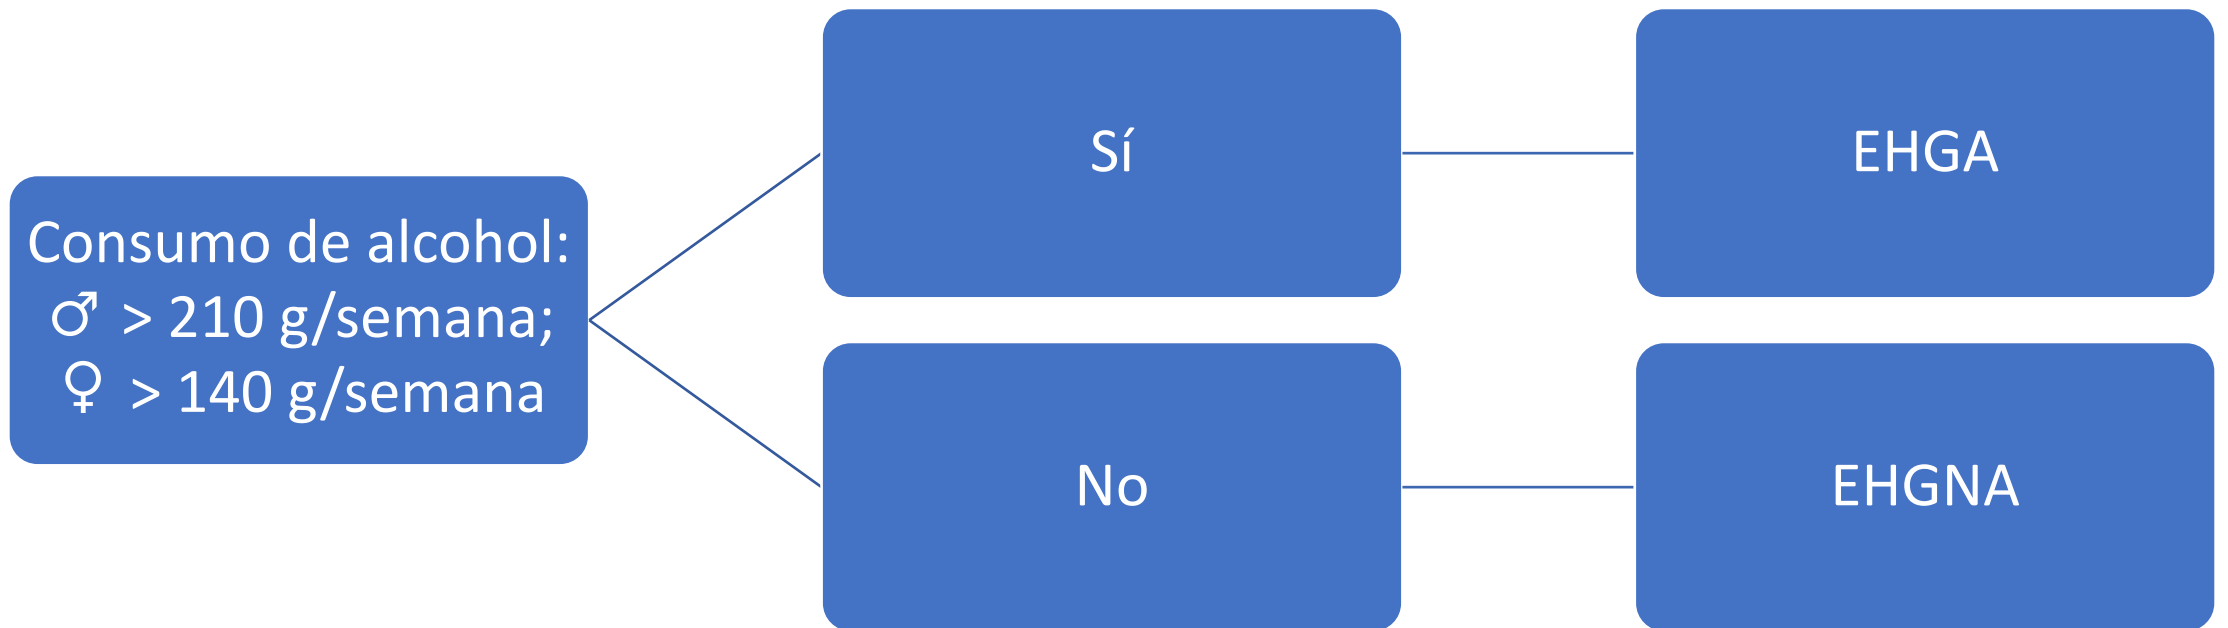 Consumo de alcohol:
♂ > 210 g/semana;
♀ > 140 g/semana
Sí
EHGA
No
EHGNA